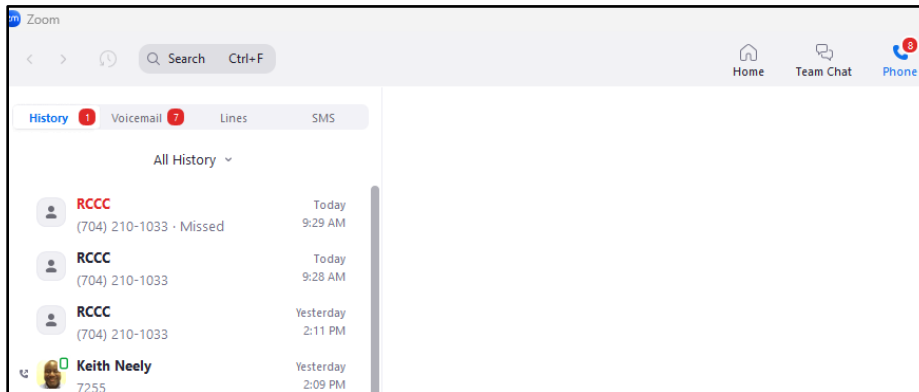 zm Zoom
Search Ctrl+F
Home Team Chat Phone 8
History 1 Voicemail 7 Lines SMS
All History
RCCC Today
(704) 210-1033 · Missed 9:29 AM
RCCC Today
(704) 210-1033 9:28 AM
RCCC Yesterday
(704) 210-1033 2:11 PM
Keith Neely Yesterday
7255 2:09 PM